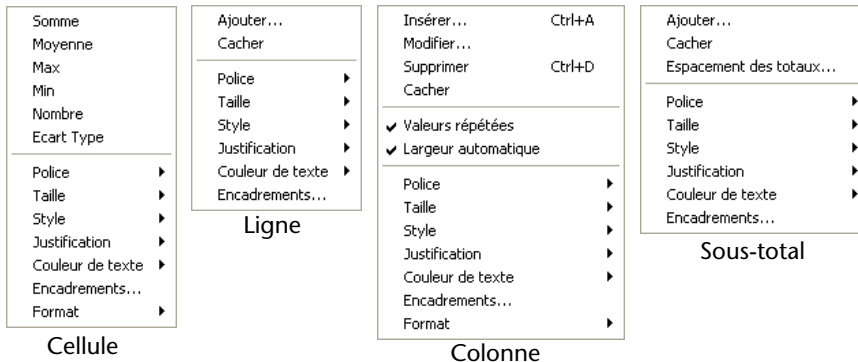 Somme
Moyenne
Max
Min
Nombre
Ecart Type
Police
Taille
Style
Justification
Couleur de texte
Encadrements...
Format
Cellule
Ajouter...
Cacher
Police
Taille
Style
Justification
Couleur de texte
Encadrements...
Ligne
Insérer... Ctrl+A
Modifier...
Supprimer Ctrl+D
Cacher
Valeurs répétées
Largeur automatique
Police
Taille
Style
Justification
Couleur de texte
Encadrements...
Format
Colonne
Ajouter...
Cacher
Espacement des totaux...
Police
Taille
Style
Justification
Couleur de texte
Encadrements...
Sous-total